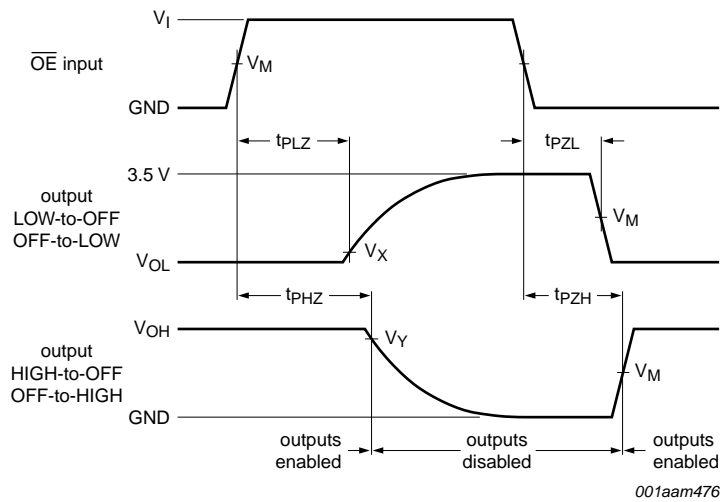 V_I
OE input
V_M
GND
t_PLZ
t_PZL
3.5 V
output
LOW-to-OFF
OFF-to-LOW
V_M
V_X
V_OL
t_PHZ
t_PZH
V_OH
output
HIGH-to-OFF
OFF-to-HIGH
V_Y
V_M
GND
outputs
enabled
outputs
disabled
outputs
enabled
001aam476